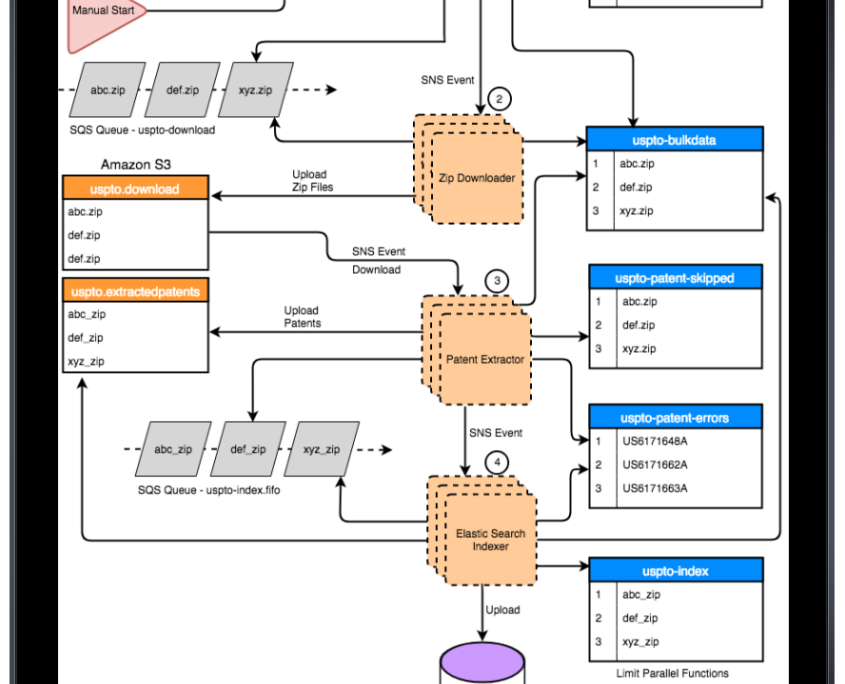 Manual Start
abc.zip
def.zip
xyz.zip
SQS Queue - uspto-download
SNS Event
2
Zip Downloader
uspto-bulkdata
1 abc.zip
2 def.zip
3 xyz.zip
Amazon S3
uspto.download
abc.zip
def.zip
def.zip
Upload
Zip Files
SNS Event
Download
3
Patent Extractor
uspto-patent-skipped
1 abc.zip
2 def.zip
3 xyz.zip
uspto.extractedpatents
abc_zip
def_zip
xyz_zip
Upload
Patents
uspto-patent-errors
1 US6171648A
2 US6171662A
3 US6171663A
abc_zip
def_zip
xyz_zip
SQS Queue - uspto-index.fifo
SNS Event
4
Elastic Search
Indexer
uspto-index
1 abc_zip
2 def_zip
3 xyz_zip
Limit Parallel Functions
Upload